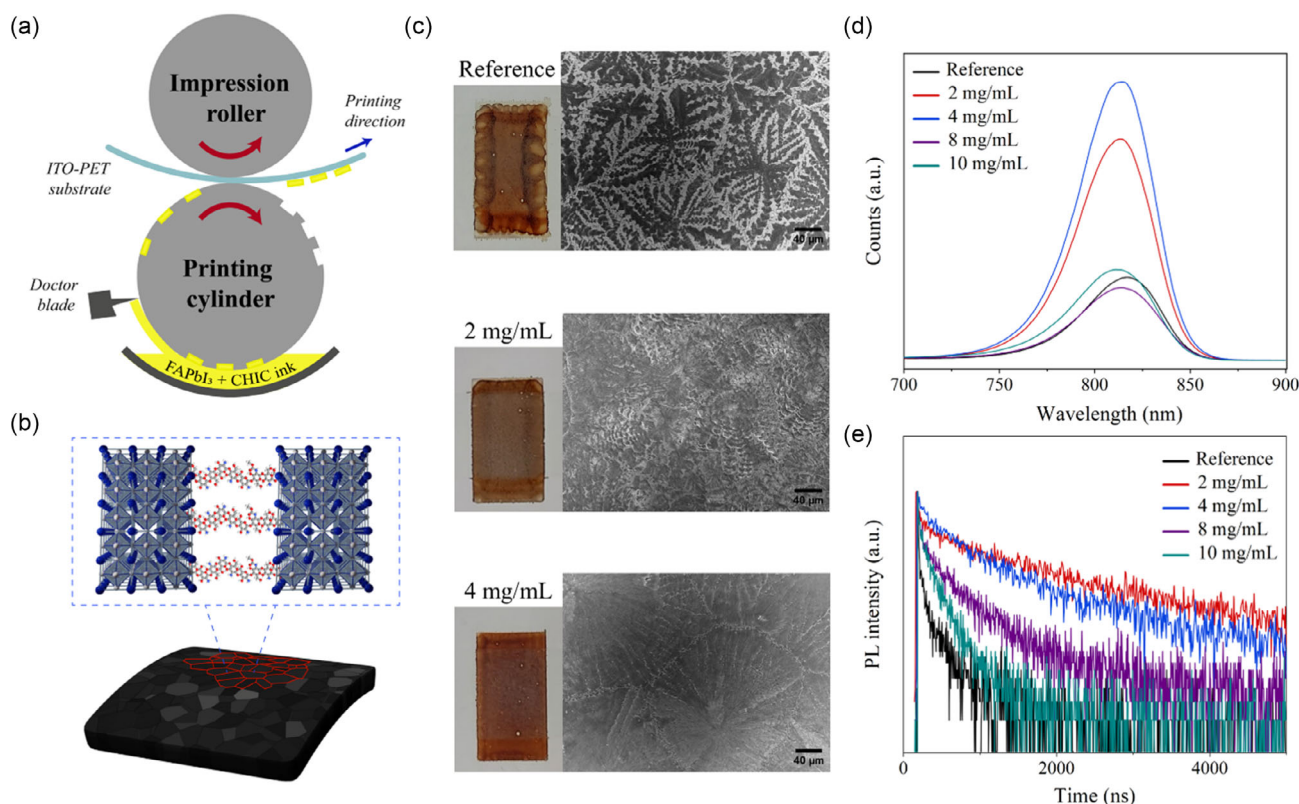 (a)
Impression
roller
Printing
direction
ITO-PET
substrate
Printing
cylinder
Doctor
blade
FAPbI₃ + CHIC ink
(b)
(c)
Reference
40 μm
2 mg/mL
40 μm
4 mg/mL
40 μm
(d)
Reference
2 mg/mL
4 mg/mL
8 mg/mL
10 mg/mL
Counts (a.u.)
700 750 800 850 900
Wavelength (nm)
(e)
Reference
2 mg/mL
4 mg/mL
8 mg/mL
10 mg/mL
PL intensity (a.u.)
0 2000 4000
Time (ns)